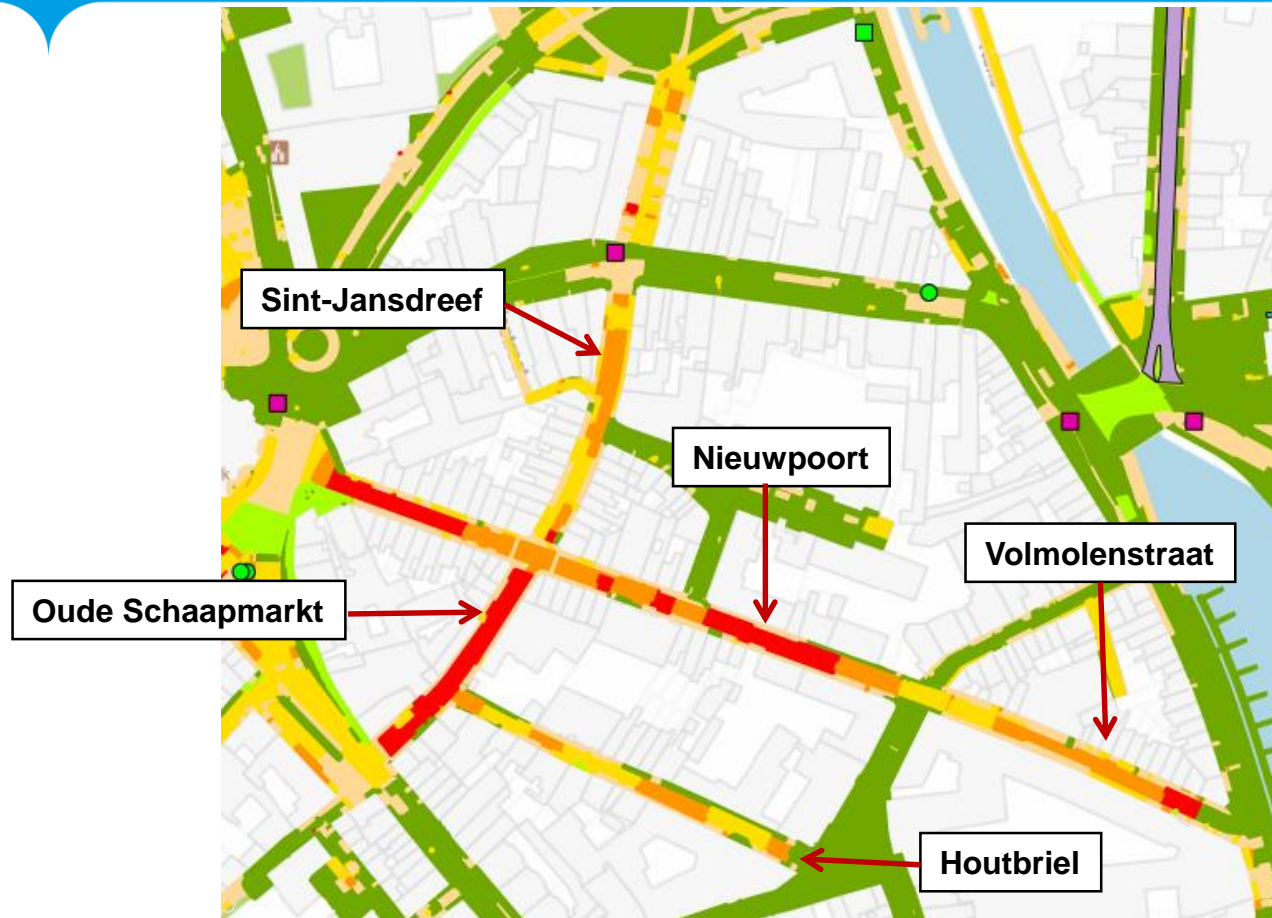 Sint-Jansdreef
Nieuwpoort
Volmolenstraat
Oude Schaapmarkt
Houtbriel